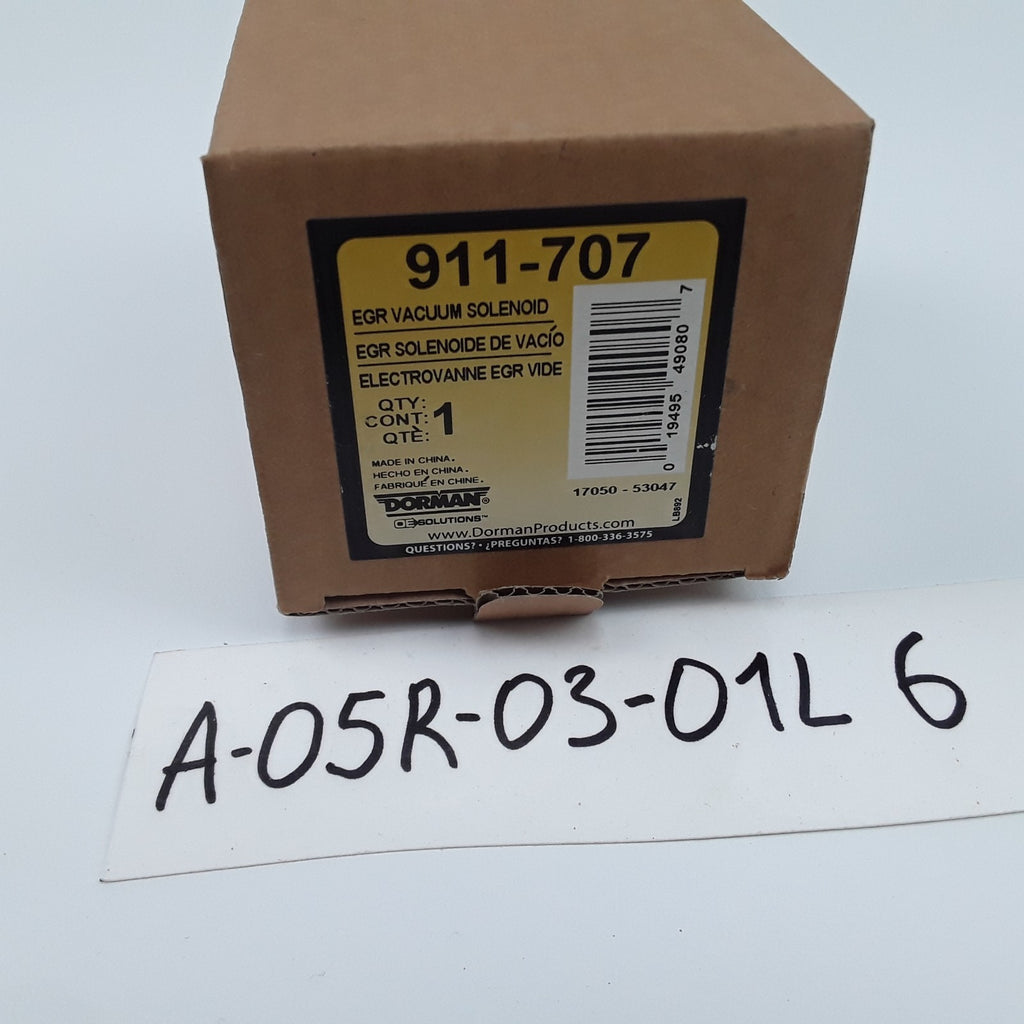 911-707
EGR VACUUM SOLENOID
EGR SOLENOIDE DE VACÍO
ELECTROVANNE EGR VIDE
QTY:
CONT: 1
QTÈ:
MADE IN CHINA.
HECHO EN CHINA.
FABRIQUÉ EN CHINE.
DORMAN®
OE SOLUTIONS™
0 19495 49080 7
17050 - 53047
LB892
www.DormanProducts.com
QUESTIONS? • ¿PREGUNTAS? 1-800-336-3575
A-05R-03-01L 6